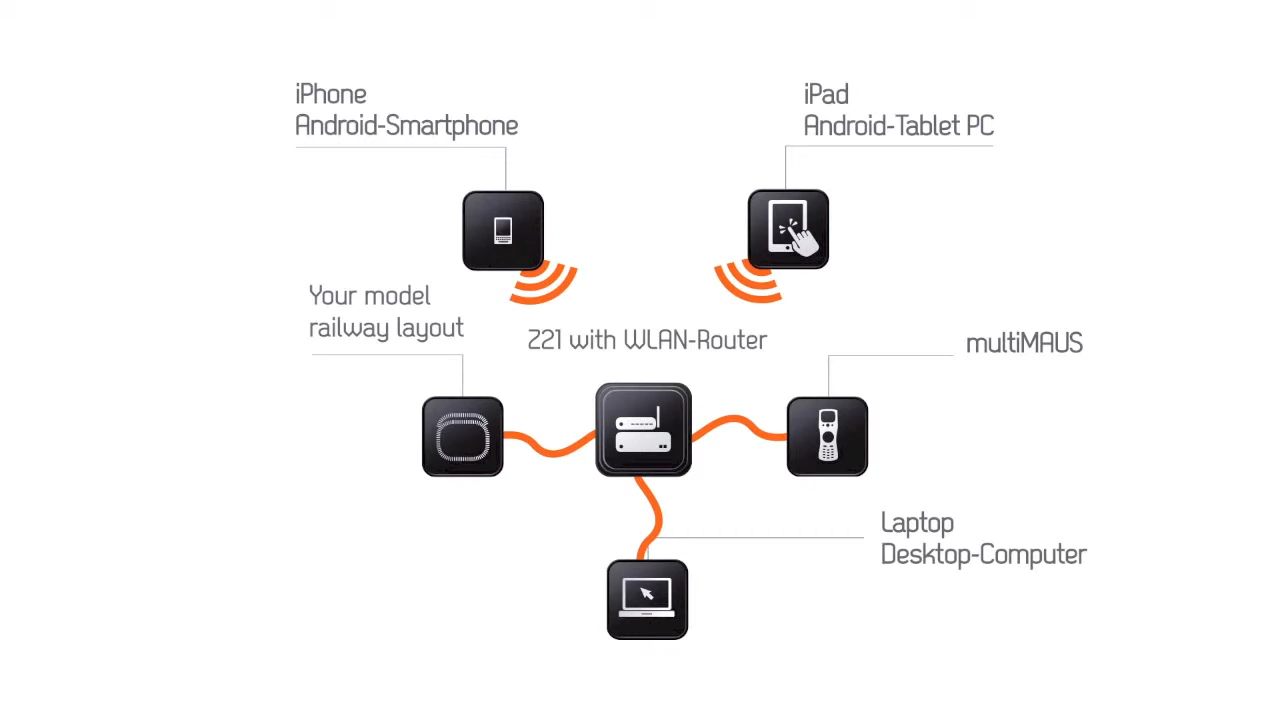 iPhone
Android-Smartphone
iPad
Android-Tablet PC
Your model
railway layout
Z21 with WLAN-Router
multiMAUS
Laptop
Desktop-Computer